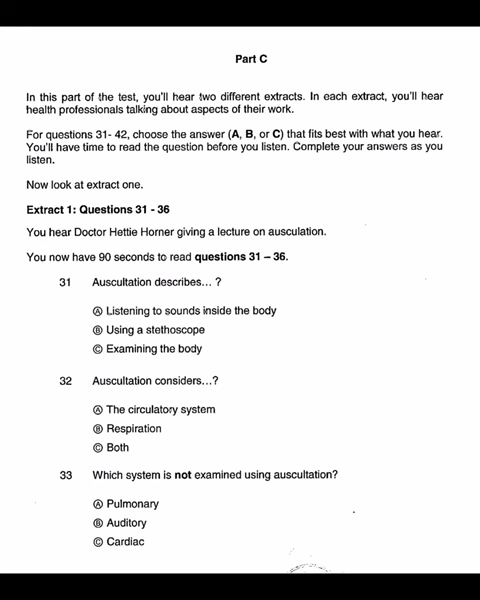 Part C
In this part of the test, you'll hear two different extracts. In each extract, you'll hear
health professionals talking about aspects of their work.
For questions 31- 42, choose the answer (A, B, or C) that fits best with what you hear.
You'll have time to read the question before you listen. Complete your answers as you
listen.
Now look at extract one.
Extract 1: Questions 31 - 36
You hear Doctor Hettie Horner giving a lecture on ausculation.
You now have 90 seconds to read questions 31 – 36.
31 Auscultation describes... ?
Ⓐ Listening to sounds inside the body
Ⓑ Using a stethoscope
Ⓒ Examining the body
32 Auscultation considers...?
Ⓐ The circulatory system
Ⓑ Respiration
Ⓒ Both
33 Which system is not examined using auscultation?
Ⓐ Pulmonary
Ⓑ Auditory
Ⓒ Cardiac